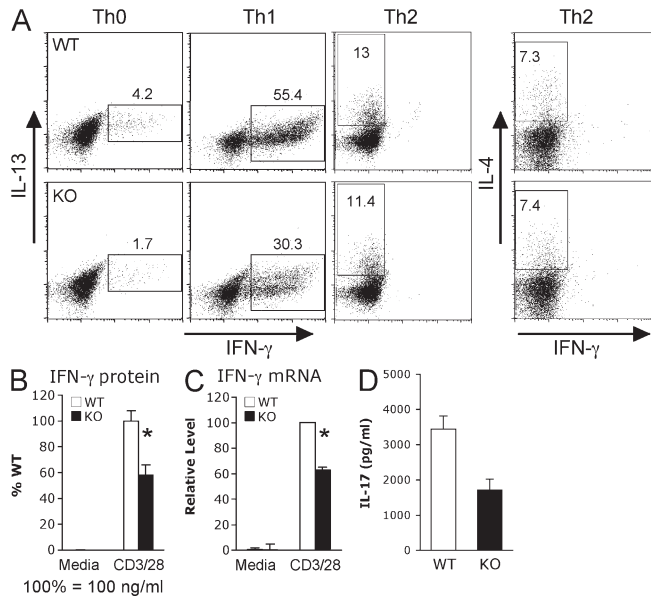 A
Th0 Th1 Th2 Th2
WT
4.2 55.4 13 7.3
IL-13
IL-4
KO
1.7 30.3 11.4 7.4
IFN-γ IFN-γ
B IFN-γ protein
WT
KO
% WT
120
100
80
60
40
20
0
*
Media CD3/28
100% = 100 ng/ml
C IFN-γ mRNA
WT
KO
Relative Level
120
100
80
60
40
20
0
*
Media CD3/28
D
IL-17 (pg/ml)
5000
4000
3000
2000
1000
0
WT KO